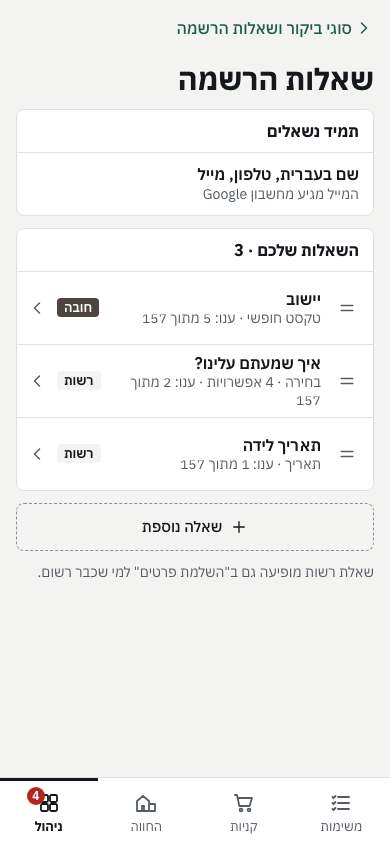 סוגי ביקור ושאלות הרשמה
שאלות הרשמה
תמיד נשאלים
שם בעברית, טלפון, מייל
המייל מגיע מחשבון Google
השאלות שלכם · 3
יישוב
טקסט חופשי · ענו: 5 מתוך 157
חובה
איך שמעתם עלינו?
בחירה · 4 אפשרויות · ענו: 2 מתוך
157
רשות
תאריך לידה
תאריך · ענו: 1 מתוך 157
רשות
שאלה נוספת
שאלת רשות מופיעה גם ב"השלמת פרטים" למי שכבר רשום.
משימות
קניות
החווה
4
ניהול